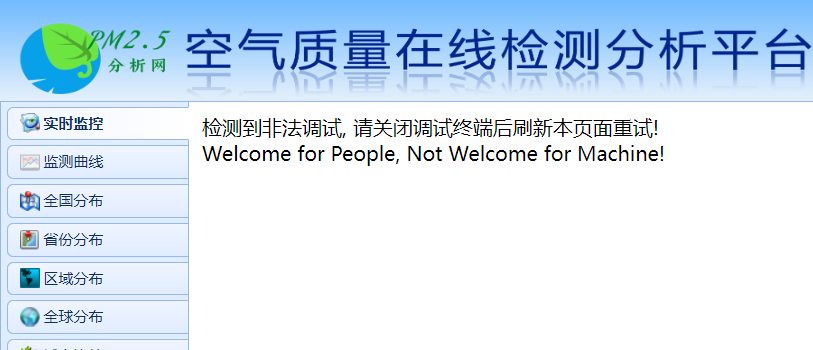 PM2.5
分析网
空气质量在线检测分析平台
实时监控
监测曲线
全国分布
省份分布
区域分布
全球分布
检测到非法调试, 请关闭调试终端后刷新本页面重试!
Welcome for People, Not Welcome for Machine!